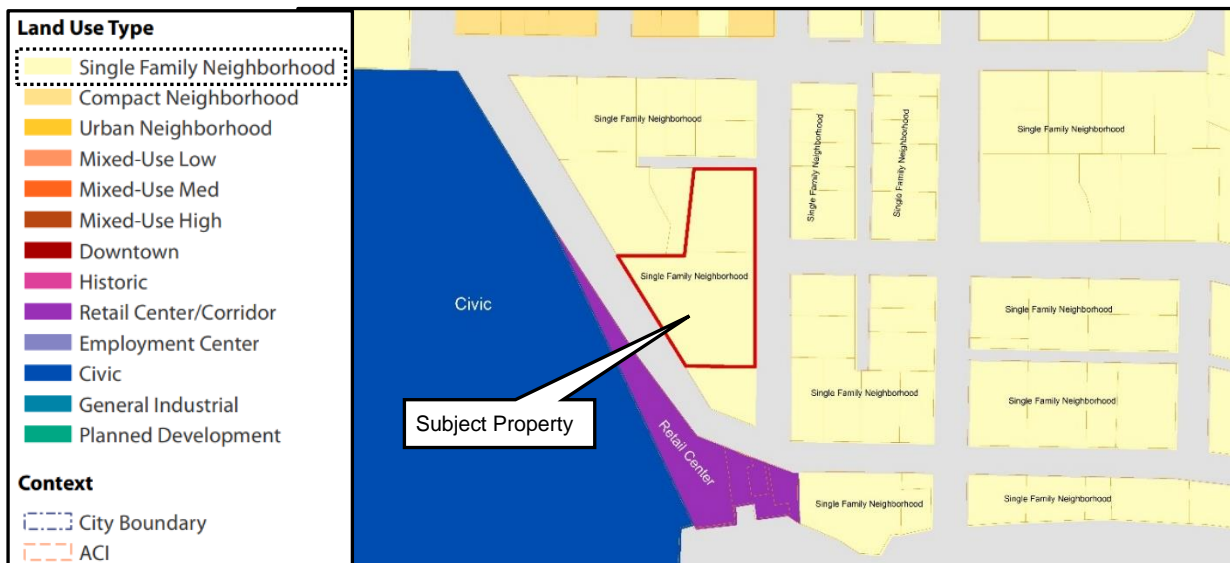 Land Use Type
Single Family Neighborhood
Compact Neighborhood
Urban Neighborhood
Mixed-Use Low
Mixed-Use Med
Mixed-Use High
Downtown
Historic
Retail Center/Corridor
Employment Center
Civic
General Industrial
Planned Development
Context
City Boundary
ACI
Single Family Neighborhood
Single Family Neighborhood
Single Family Neighborhood
Single Family Neighborhood
Single Family Neighborhood
Civic
Single Family Neighborhood
Single Family Neighborhood
Single Family Neighborhood
Subject Property
Retail Center
Single Family Neighborhood
Single Family Neighborhood